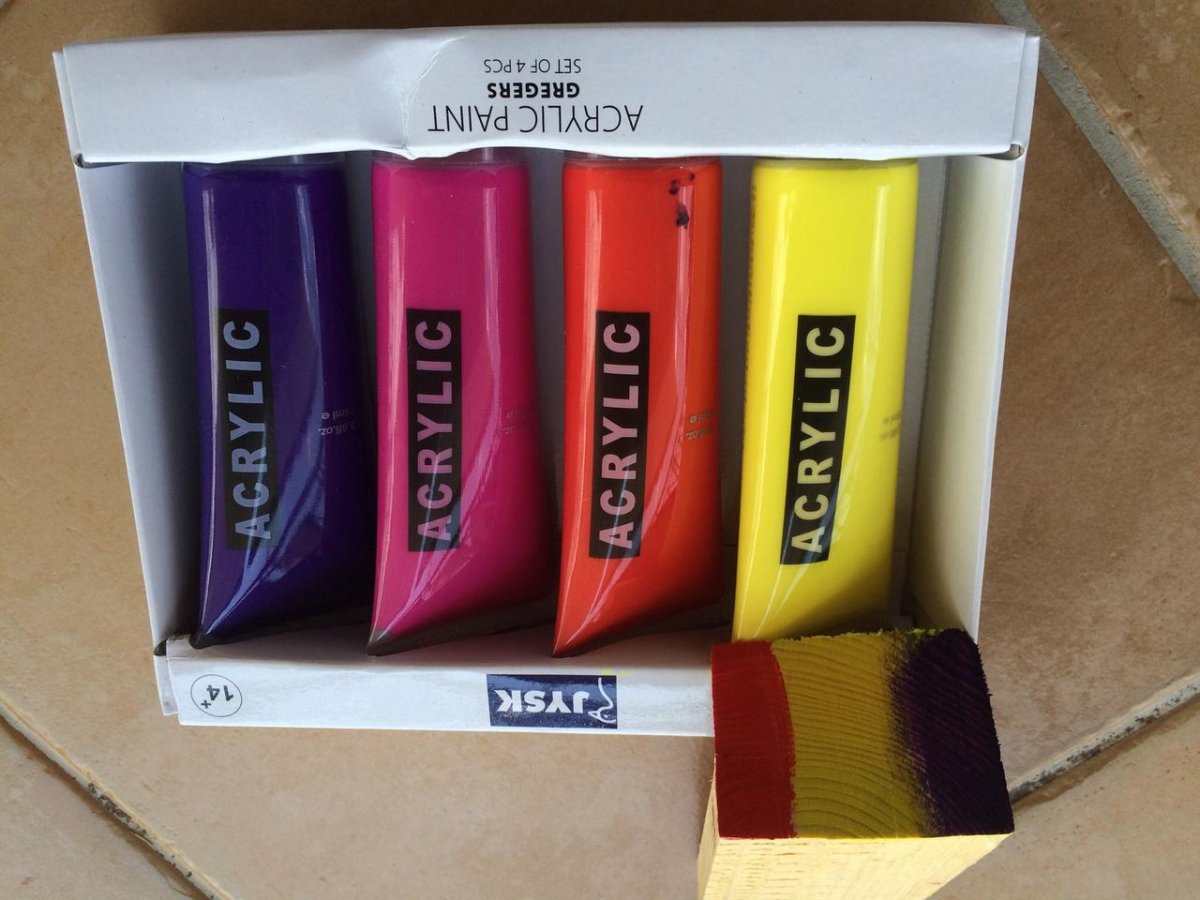 ACRYLIC PAINT
GREGERS
SET OF 4 PCS
ACRYLIC
ACRYLIC
ACRYLIC
ACRYLIC
JYSK
14+